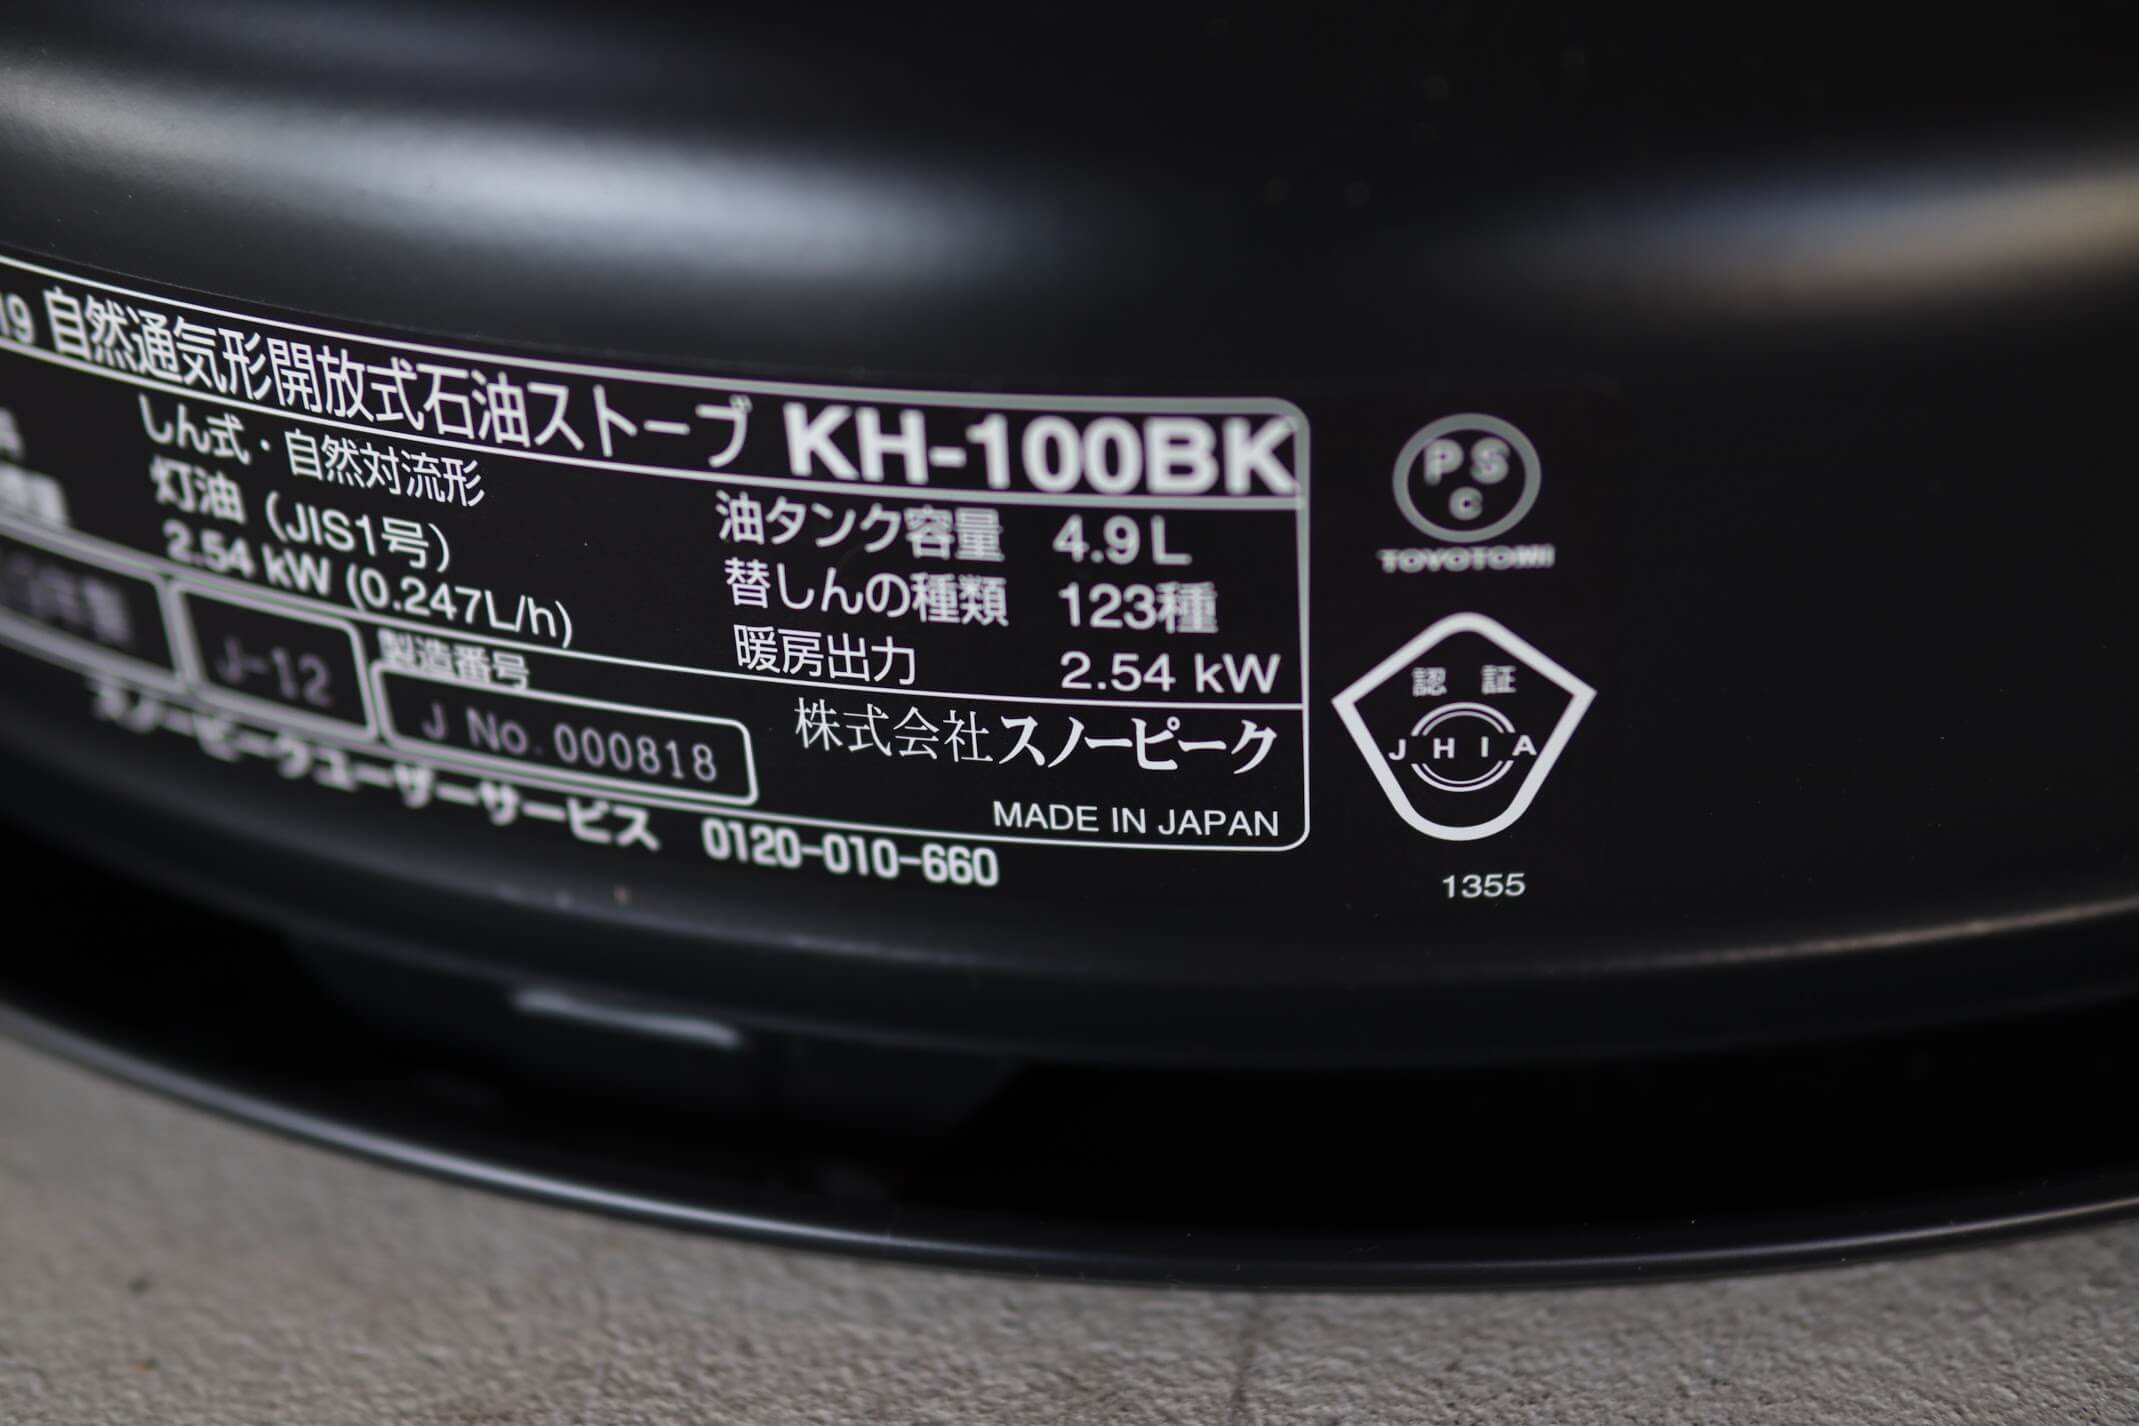 19 自然通気形開放式石油ストーブ KH-100BK
しん式・自然対流形
灯油（JIS1号）
2.54 kW (0.247L/h)
油タンク容量 4.9L
替しんの種類 123種
暖房出力 2.54 kW
J-12
製造番号
J No. 000818
株式会社スノーピーク
MADE IN JAPAN
スノーピークユーザーサービス 0120-010-660
PS
C
TOYOTOMI
認 証
JHIA
1355